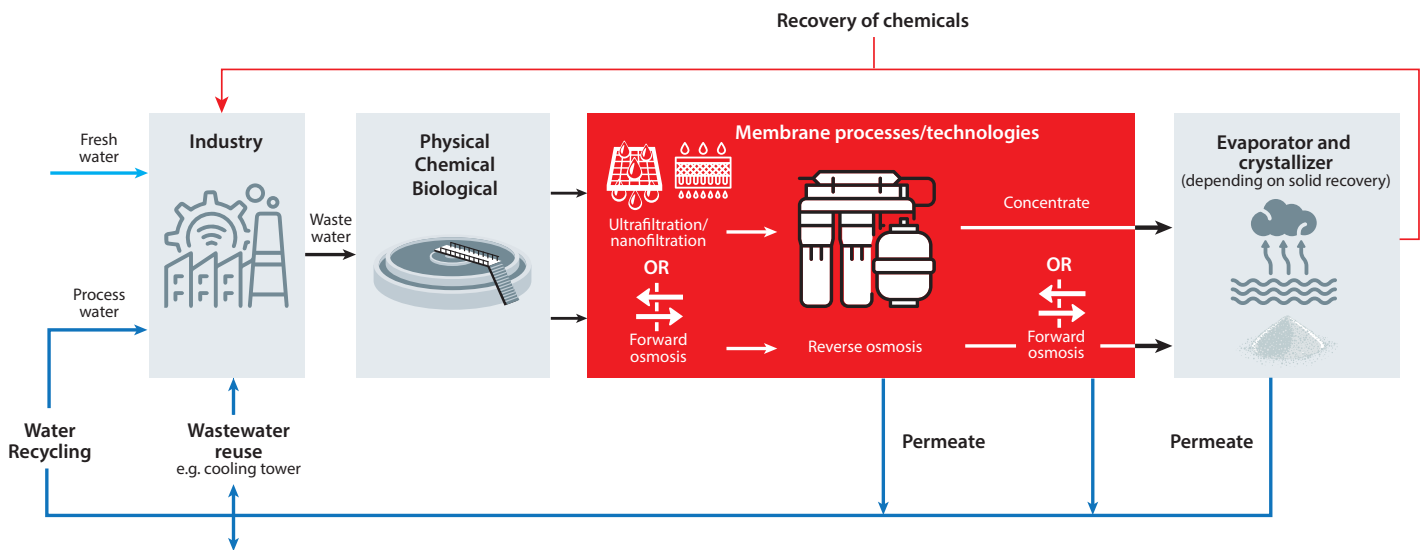 Recovery of chemicals
Fresh
water
Industry
Process
water
Waste
water
Physical
Chemical
Biological
Membrane processes/technologies
Ultrafiltration/
nanofiltration
OR
Forward
osmosis
Reverse osmosis
Concentrate
OR
Forward
osmosis
Evaporator and
crystallizer
(depending on solid recovery)
Water
Recycling
Wastewater
reuse
e.g. cooling tower
Permeate
Permeate